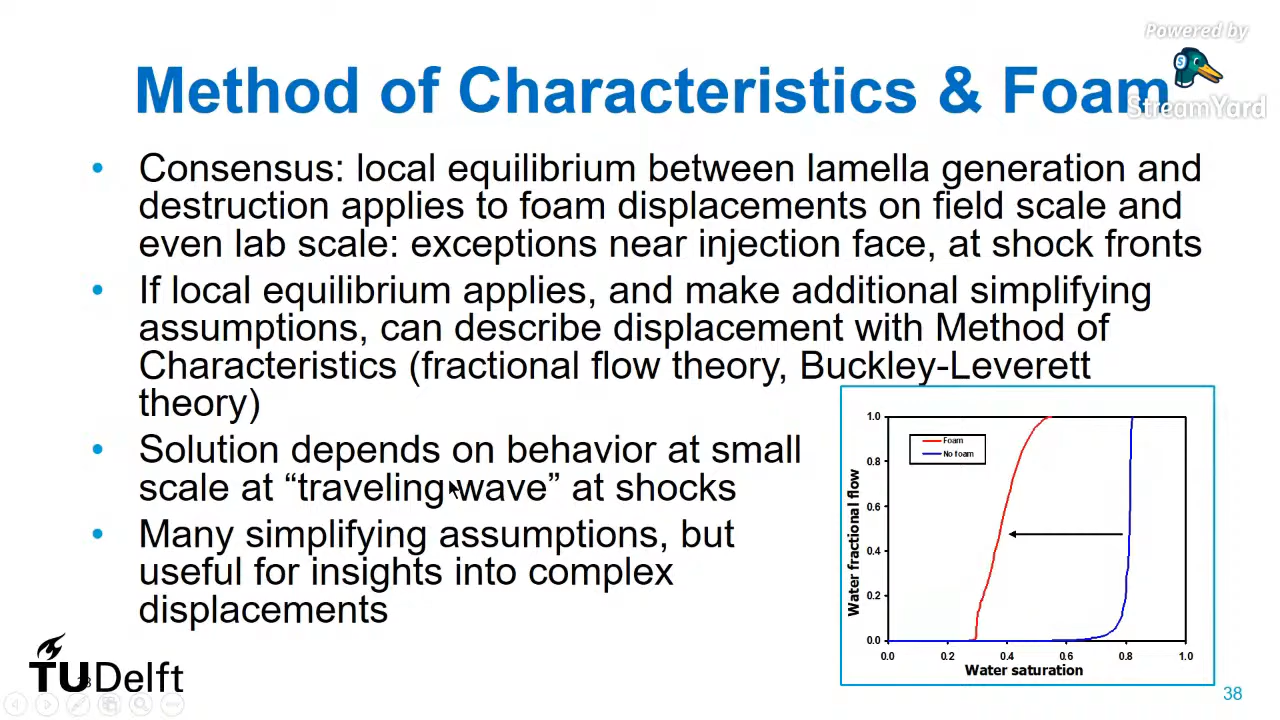 Powered by
StreamYard
Method of Characteristics & Foam
• Consensus: local equilibrium between lamella generation and
destruction applies to foam displacements on field scale and
even lab scale: exceptions near injection face, at shock fronts
• If local equilibrium applies, and make additional simplifying
assumptions, can describe displacement with Method of
Characteristics (fractional flow theory, Buckley-Leverett
theory)
• Solution depends on behavior at small
scale at “traveling wave” at shocks
• Many simplifying assumptions, but
useful for insights into complex
displacements
Water fractional flow
1.0
0.8
0.6
0.4
0.2
0.0
Foam
No foam
0.0 0.2 0.4 0.6 0.8 1.0
Water saturation
TUDelft
38